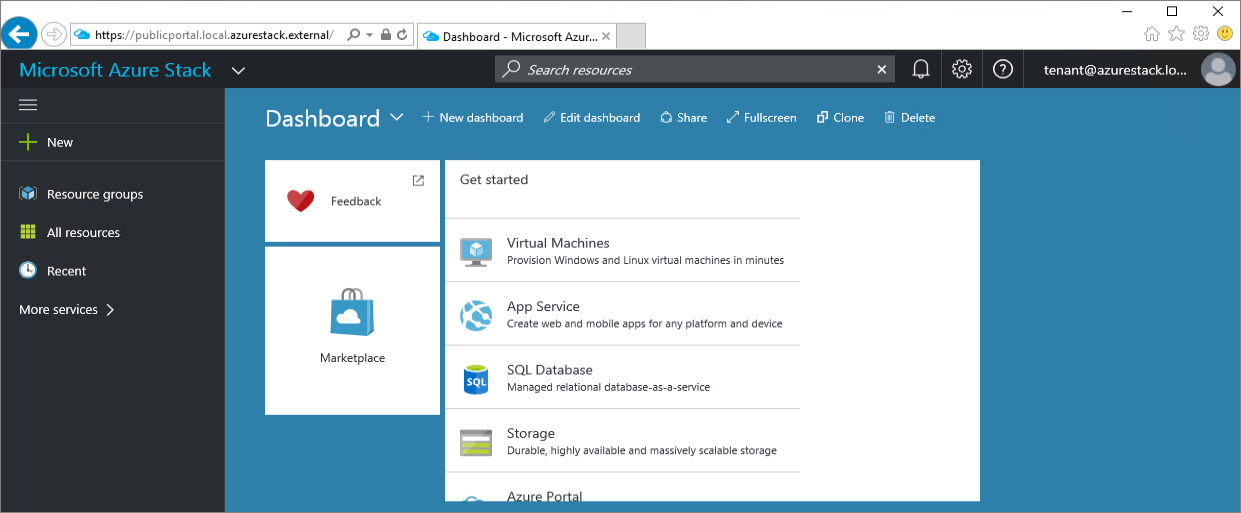 https://publicportal.local.azurestack.external/
Dashboard - Microsoft Azur...
Microsoft Azure Stack
Search resources
tenant@azurestack.lo...
New
Resource groups
All resources
Recent
More services
Dashboard
New dashboard
Edit dashboard
Share
Fullscreen
Clone
Delete
Feedback
Marketplace
Get started
Virtual Machines
Provision Windows and Linux virtual machines in minutes
App Service
Create web and mobile apps for any platform and device
SQL
SQL Database
Managed relational database-as-a-service
Storage
Durable, highly available and massively scalable storage
Azure Portal